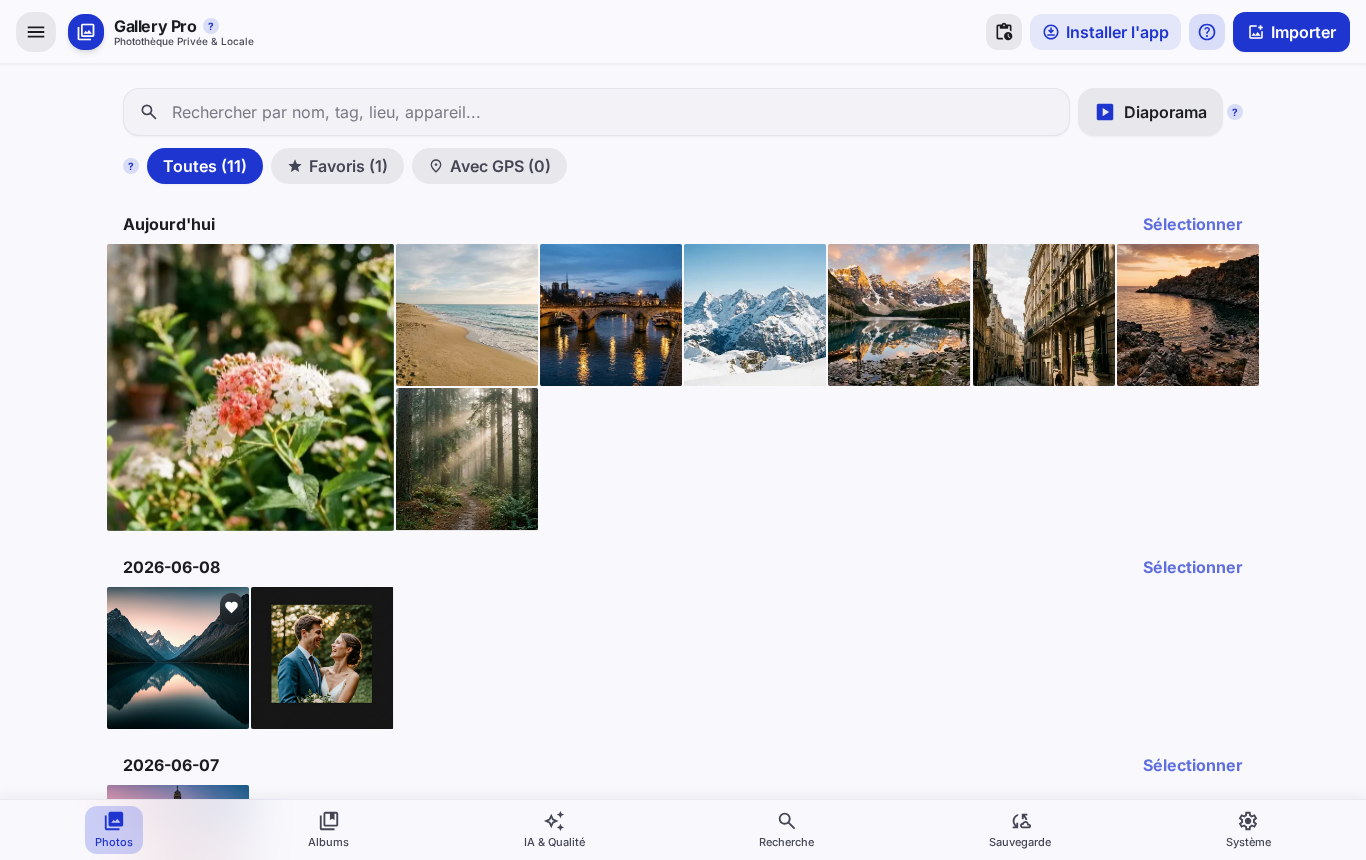 Gallery Pro ?
Photothèque Privée & Locale
Installer l'app
Importer
Rechercher par nom, tag, lieu, appareil...
Diaporama ?
? Toutes (11) Favoris (1) Avec GPS (0)
Aujourd'hui Sélectionner
2026-06-08 Sélectionner
2026-06-07 Sélectionner
Photos Albums IA & Qualité Recherche Sauvegarde Système